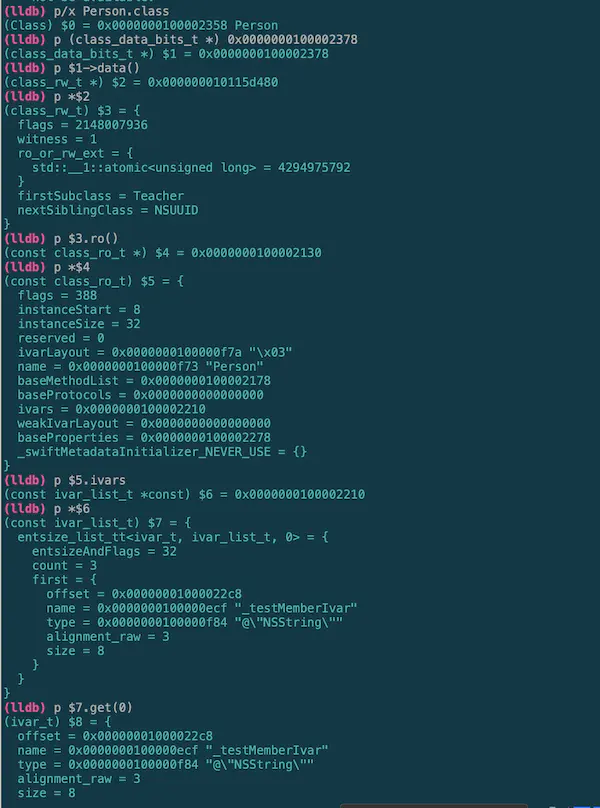 (lldb) p/x Person.class
(Class) $0 = 0x0000000100002358 Person
(lldb) p (class_data_bits_t *) 0x0000000100002378
(class_data_bits_t *) $1 = 0x0000000100002378
(lldb) p $1->data()
(class_rw_t *) $2 = 0x000000010115d480
(lldb) p *$2
(class_rw_t) $3 = {
  flags = 2148007936
  witness = 1
  ro_or_rw_ext = {
    std::__1::atomic<unsigned long> = 4294975792
  }
  firstSubclass = Teacher
  nextSiblingClass = NSUUID
}
(lldb) p $3.ro()
(const class_ro_t *) $4 = 0x0000000100002130
(lldb) p *$4
(const class_ro_t) $5 = {
  flags = 388
  instanceStart = 8
  instanceSize = 32
  reserved = 0
  ivarLayout = 0x0000000100000f7a "\x03"
  name = 0x0000000100000f73 "Person"
  baseMethodList = 0x0000000100002178
  baseProtocols = 0x0000000000000000
  ivars = 0x0000000100002210
  weakIvarLayout = 0x0000000000000000
  baseProperties = 0x0000000100002278
  _swiftMetadataInitializer_NEVER_USE = {}
}
(lldb) p $5.ivars
(const ivar_list_t *const) $6 = 0x0000000100002210
(lldb) p *$6
(const ivar_list_t) $7 = {
  entsize_list_tt<ivar_t, ivar_list_t, 0> = {
    entsizeAndFlags = 32
    count = 3
    first = {
      offset = 0x00000001000022c8
      name = 0x0000000100000ecf "_testMemberIvar"
      type = 0x0000000100000f84 "@\"NSString\""
      alignment_raw = 3
      size = 8
    }
  }
}
(lldb) p $7.get(0)
(ivar_t) $8 = {
  offset = 0x00000001000022c8
  name = 0x0000000100000ecf "_testMemberIvar"
  type = 0x0000000100000f84 "@\"NSString\""
  alignment_raw = 3
  size = 8